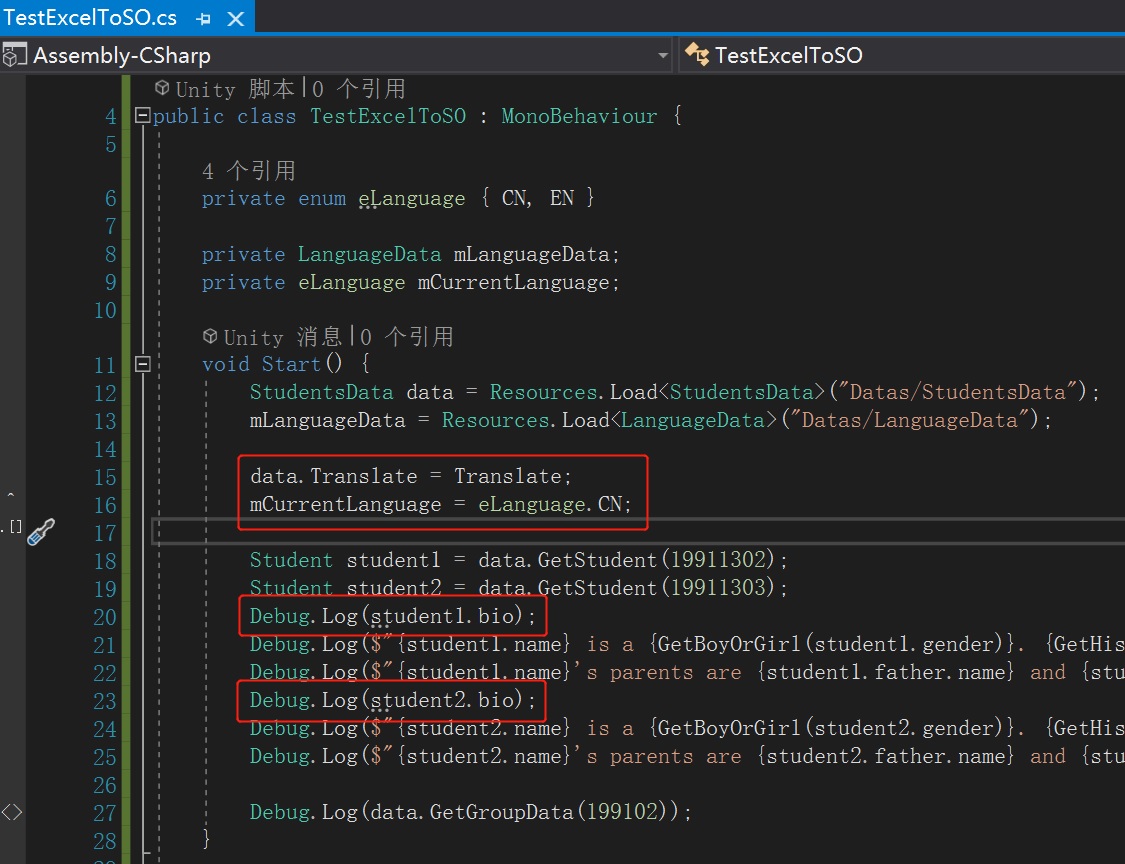 TestExcelToSO.cs
Assembly-CSharp TestExcelToSO
Unity 脚本|0 个引用
4 public class TestExcelToSO : MonoBehaviour {
5
4 个引用
6 private enum eLanguage { CN, EN }
7
8 private LanguageData mLanguageData;
9 private eLanguage mCurrentLanguage;
10
Unity 消息|0 个引用
11 void Start() {
12 StudentsData data = Resources.Load<StudentsData>("Datas/StudentsData");
13 mLanguageData = Resources.Load<LanguageData>("Datas/LanguageData");
14
15 data.Translate = Translate;
16 mCurrentLanguage = eLanguage.CN;
17
18 Student student1 = data.GetStudent(19911302);
19 Student student2 = data.GetStudent(19911303);
20 Debug.Log(student1.bio);
21 Debug.Log($"{student1.name} is a {GetBoyOrGirl(student1.gender)}. {GetHis
22 Debug.Log($"{student1.name}'s parents are {student1.father.name} and {stu
23 Debug.Log(student2.bio);
24 Debug.Log($"{student2.name} is a {GetBoyOrGirl(student2.gender)}. {GetHis
25 Debug.Log($"{student2.name}'s parents are {student2.father.name} and {stu
26
27 Debug.Log(data.GetGroupData(199102));
28 }